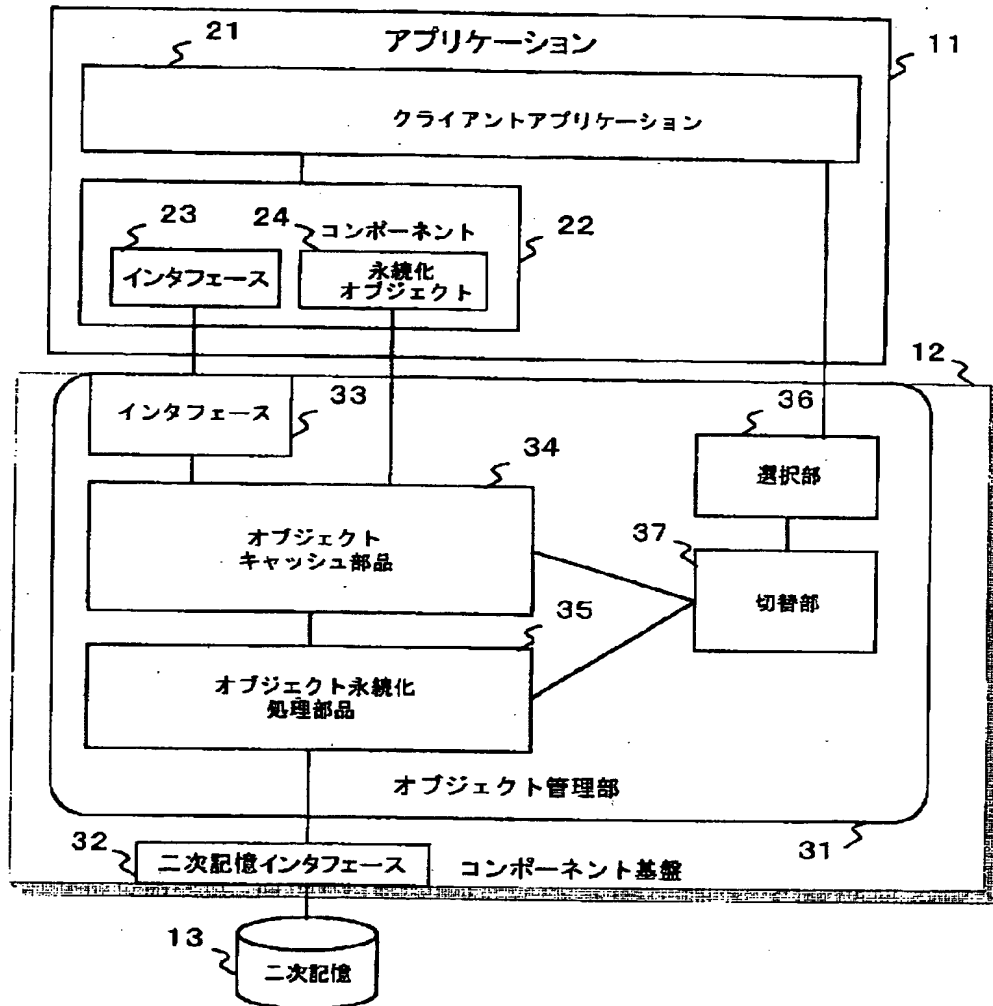 21
アプリケーション
11
クライアントアプリケーション
23
24
コンポーネント
22
インタフェース
永続化
オブジェクト
12
インタフェース
33
36
34
選択部
オブジェクト
キャッシュ部品
37
切替部
35
オブジェクト永続化
処理部品
オブジェクト管理部
32
31
二次記憶インタフェース
コンポーネント基盤
13
二次記憶